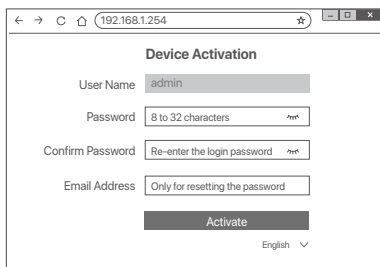 192.168.1.254
Device Activation
User Name admin
Password 8 to 32 characters
Confirm Password Re-enter the login password
Email Address Only for resetting the password
Activate
English